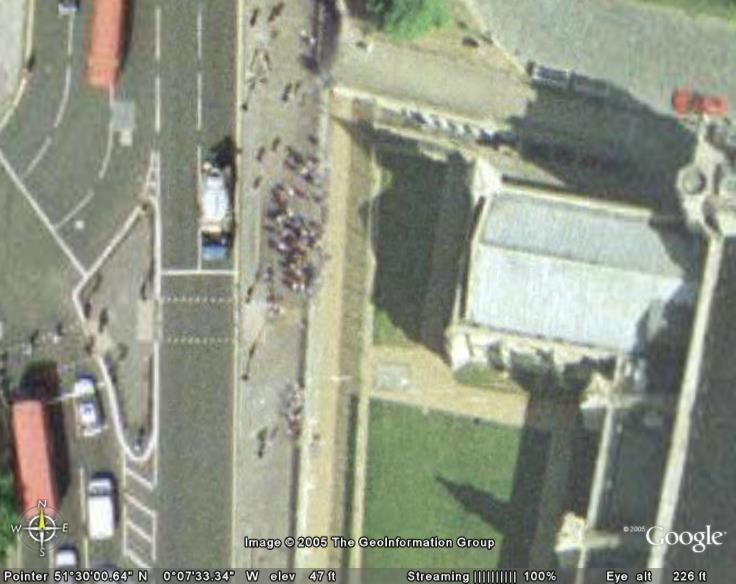 N
W E
S
Image © 2005 The GeoInformation Group
© 2005 Google™
Pointer 51°30'00.64" N 0°07'33.34" W elev 47 ft Streaming |||||||||| 100% Eye alt 226 ft